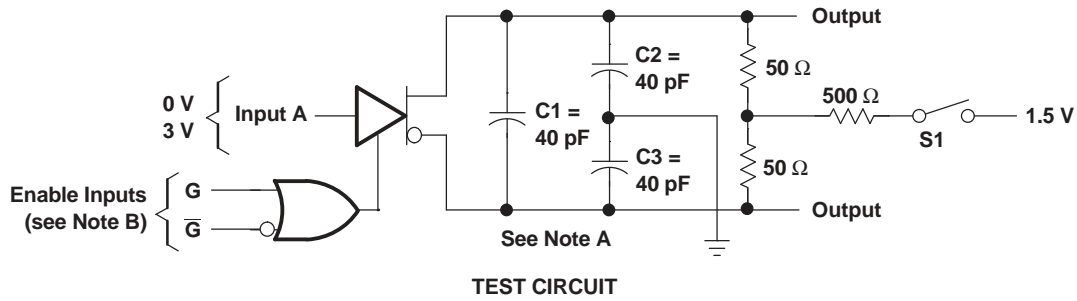 Output
C2 =
40 pF
50 Ω
0 V
3 V
Input A
C1 =
40 pF
500 Ω
1.5 V
S1
C3 =
40 pF
50 Ω
Enable Inputs
(see Note B)
G
G̅
Output
See Note A
TEST CIRCUIT